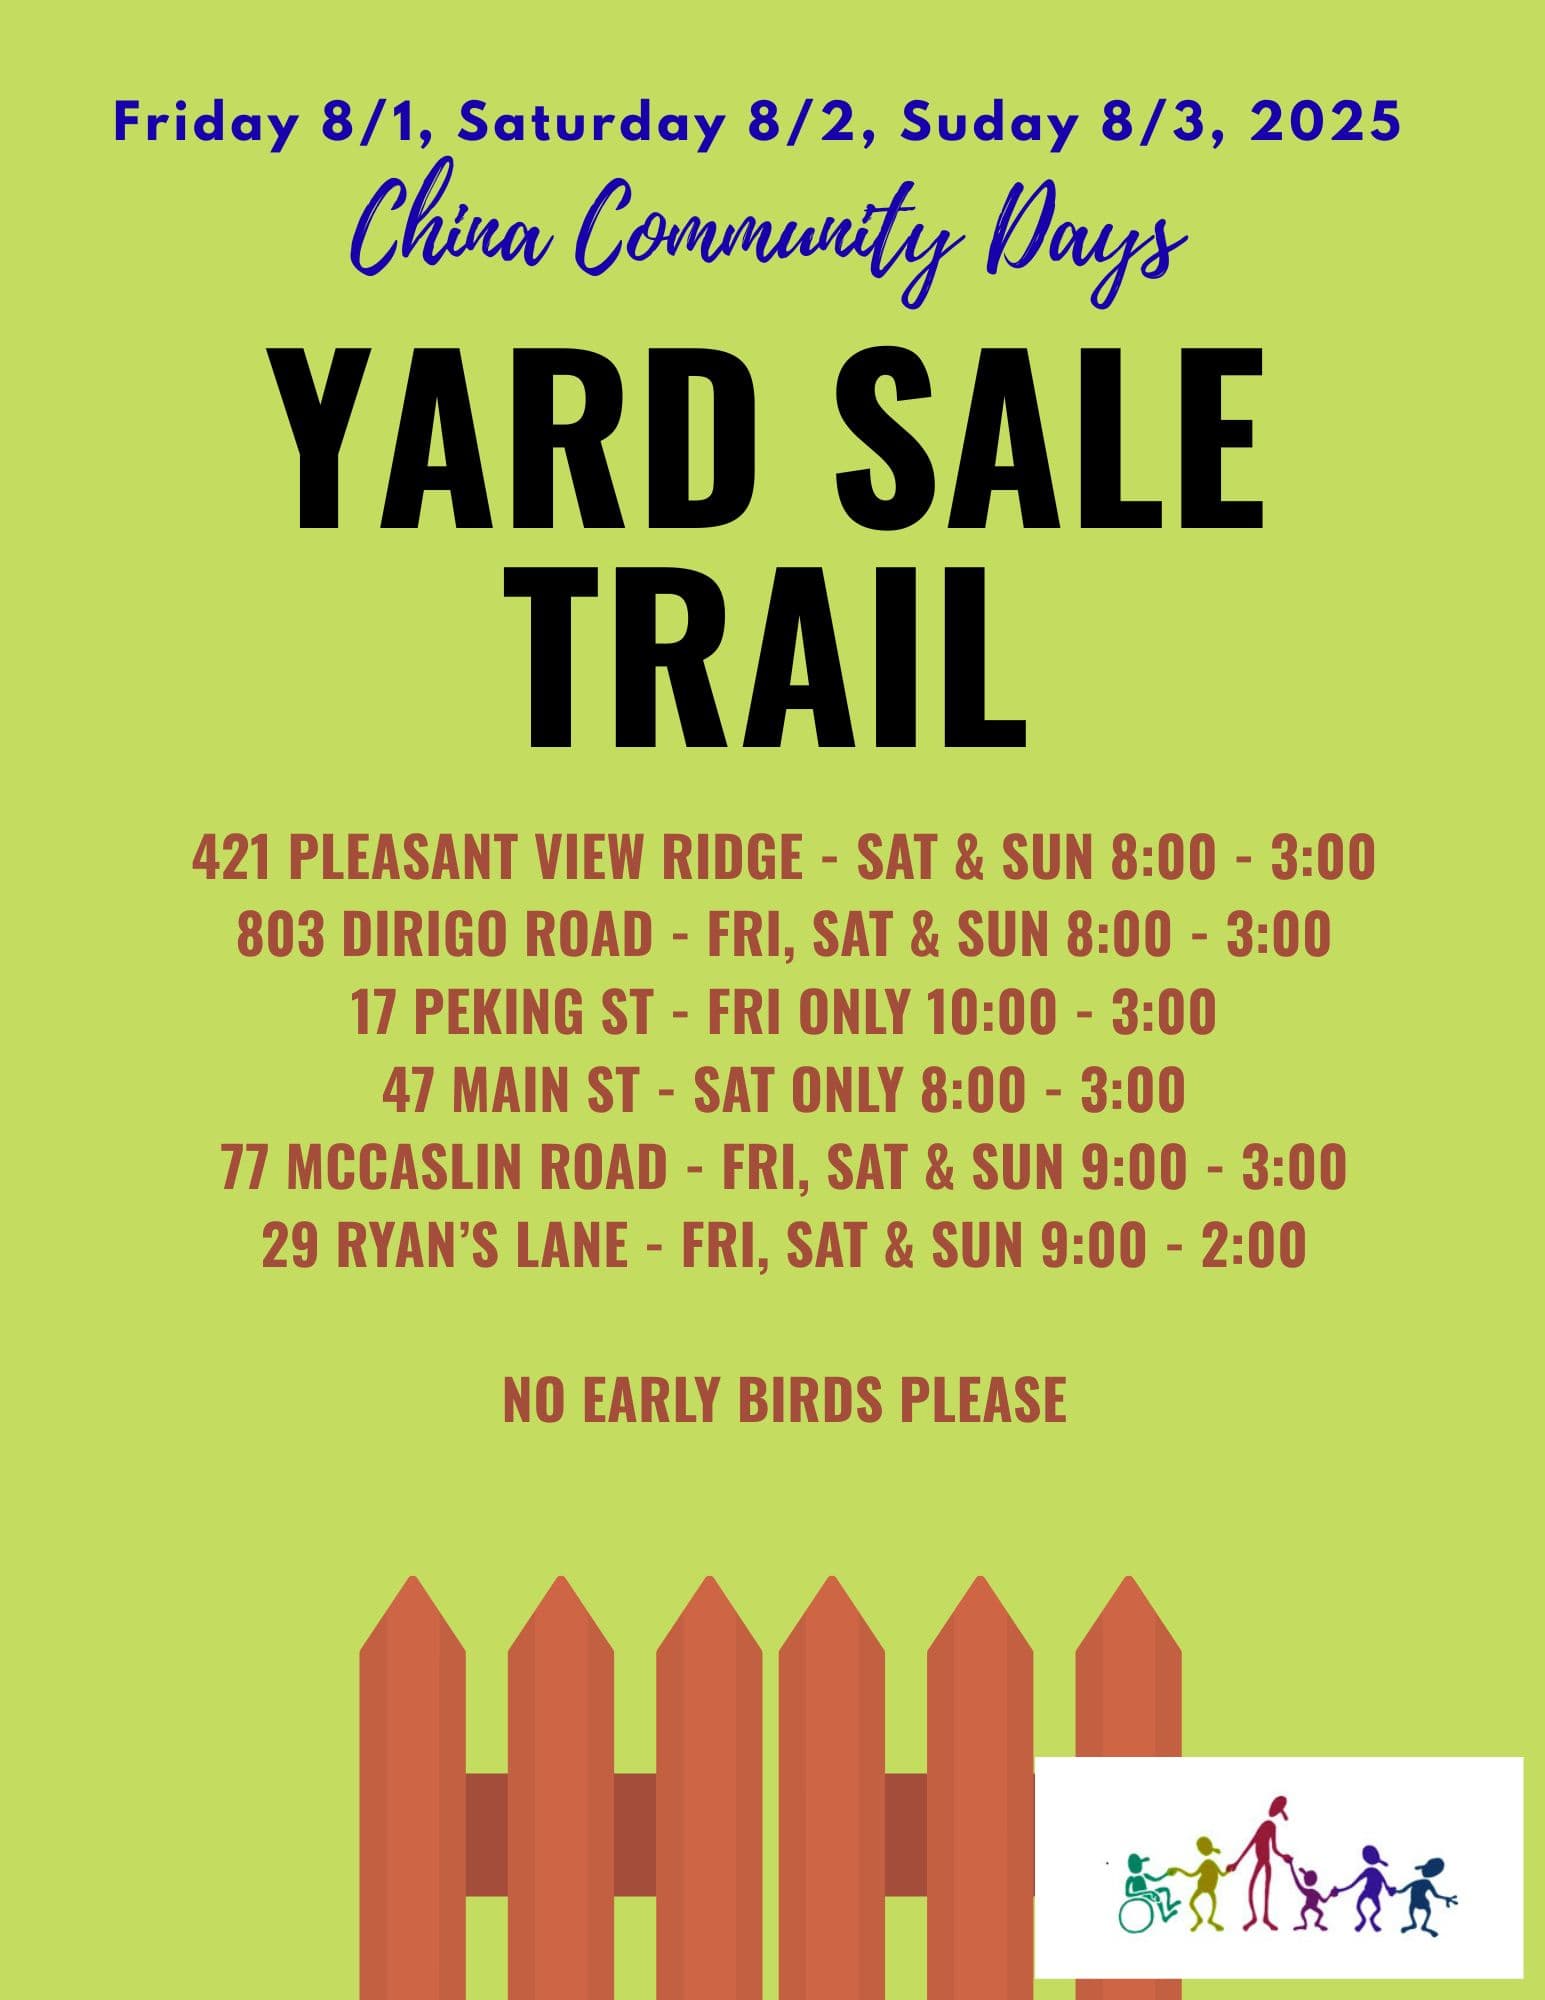 Friday 8/1, Saturday 8/2, Suday 8/3, 2025
China Community Days
YARD SALE
TRAIL
421 PLEASANT VIEW RIDGE - SAT & SUN 8:00 - 3:00
803 DIRIGO ROAD - FRI, SAT & SUN 8:00 - 3:00
17 PEKING ST - FRI ONLY 10:00 - 3:00
47 MAIN ST - SAT ONLY 8:00 - 3:00
77 MCCASLIN ROAD - FRI, SAT & SUN 9:00 - 3:00
29 RYAN’S LANE - FRI, SAT & SUN 9:00 - 2:00
NO EARLY BIRDS PLEASE